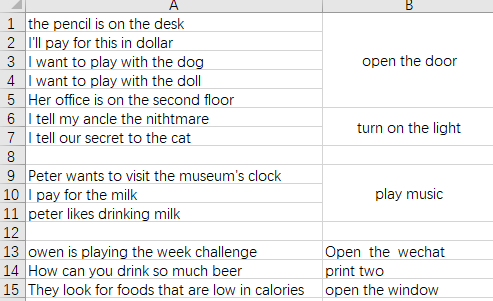 A B
1 the pencil is on the desk
2 I'll pay for this in dollar
3 I want to play with the dog open the door
4 I want to play with the doll
5 Her office is on the second floor
6 I tell my ancle the nithtmare turn on the light
7 I tell our secret to the cat
8
9 Peter wants to visit the museum's clock
10 I pay for the milk play music
11 peter likes drinking milk
12
13 owen is playing the week challenge Open the wechat
14 How can you drink so much beer print two
15 They look for foods that are low in calories open the window